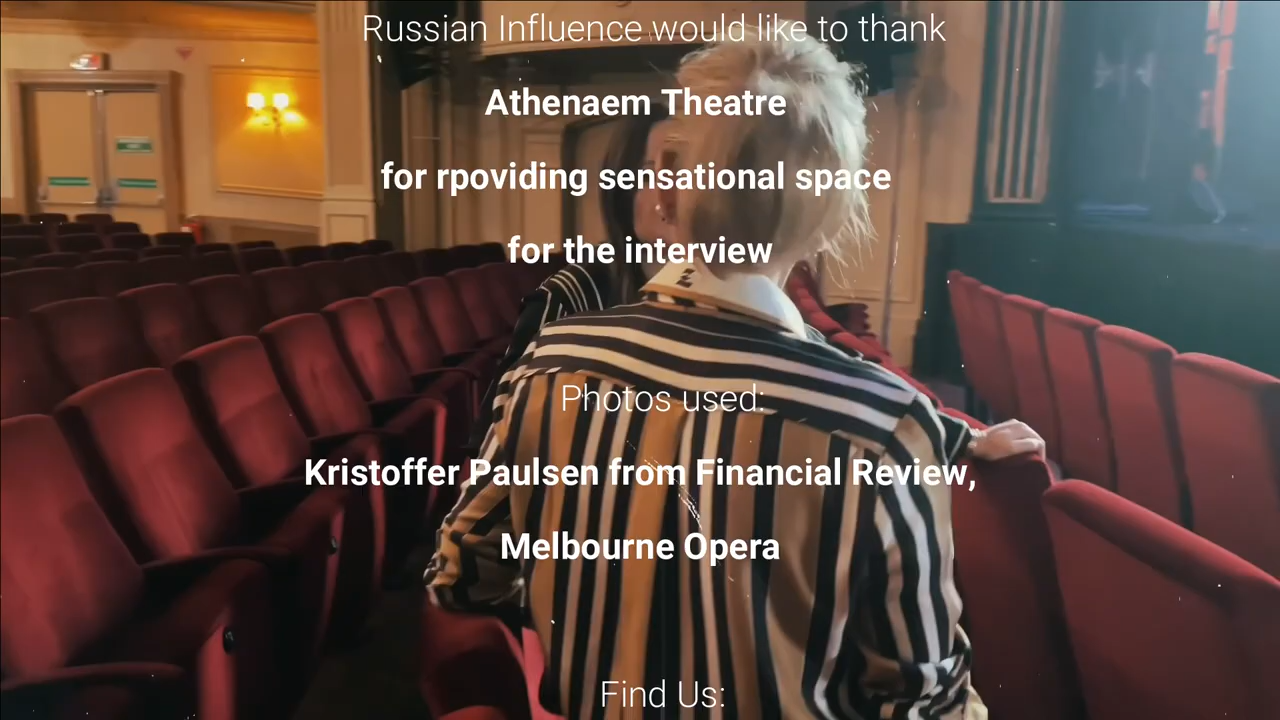 Russian Influence would like to thank
Athenaem Theatre
for rpoviding sensational space
for the interview
Photos used:
Kristoffer Paulsen from Financial Review,
Melbourne Opera
Find Us: